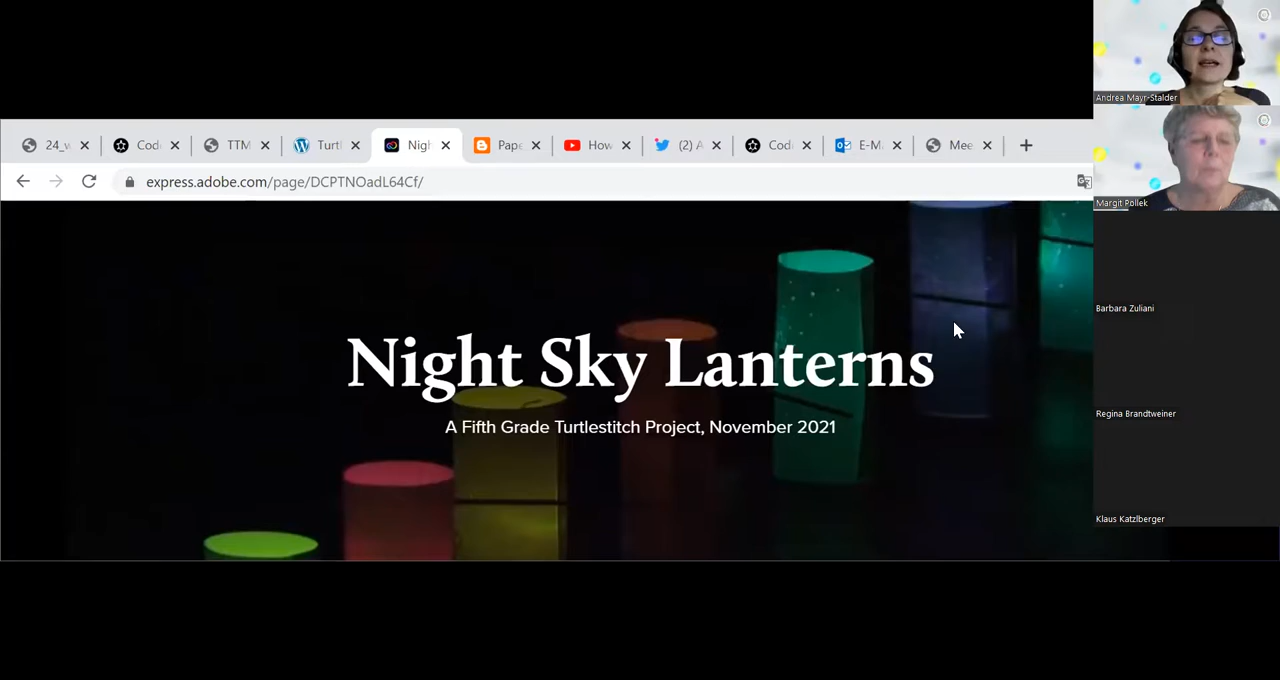 24_v
Cod
TTM
Turtl
Nigh
Pape
How
(2) A
Cod
E-M
Mee
express.adobe.com/page/DCPTNOadL64Cf/
Night Sky Lanterns
A Fifth Grade Turtlestitch Project, November 2021
Andrea Mayr-Stalder
Margit Pollek
Barbara Zuliani
Regina Brandtweiner
Klaus Katzlberger